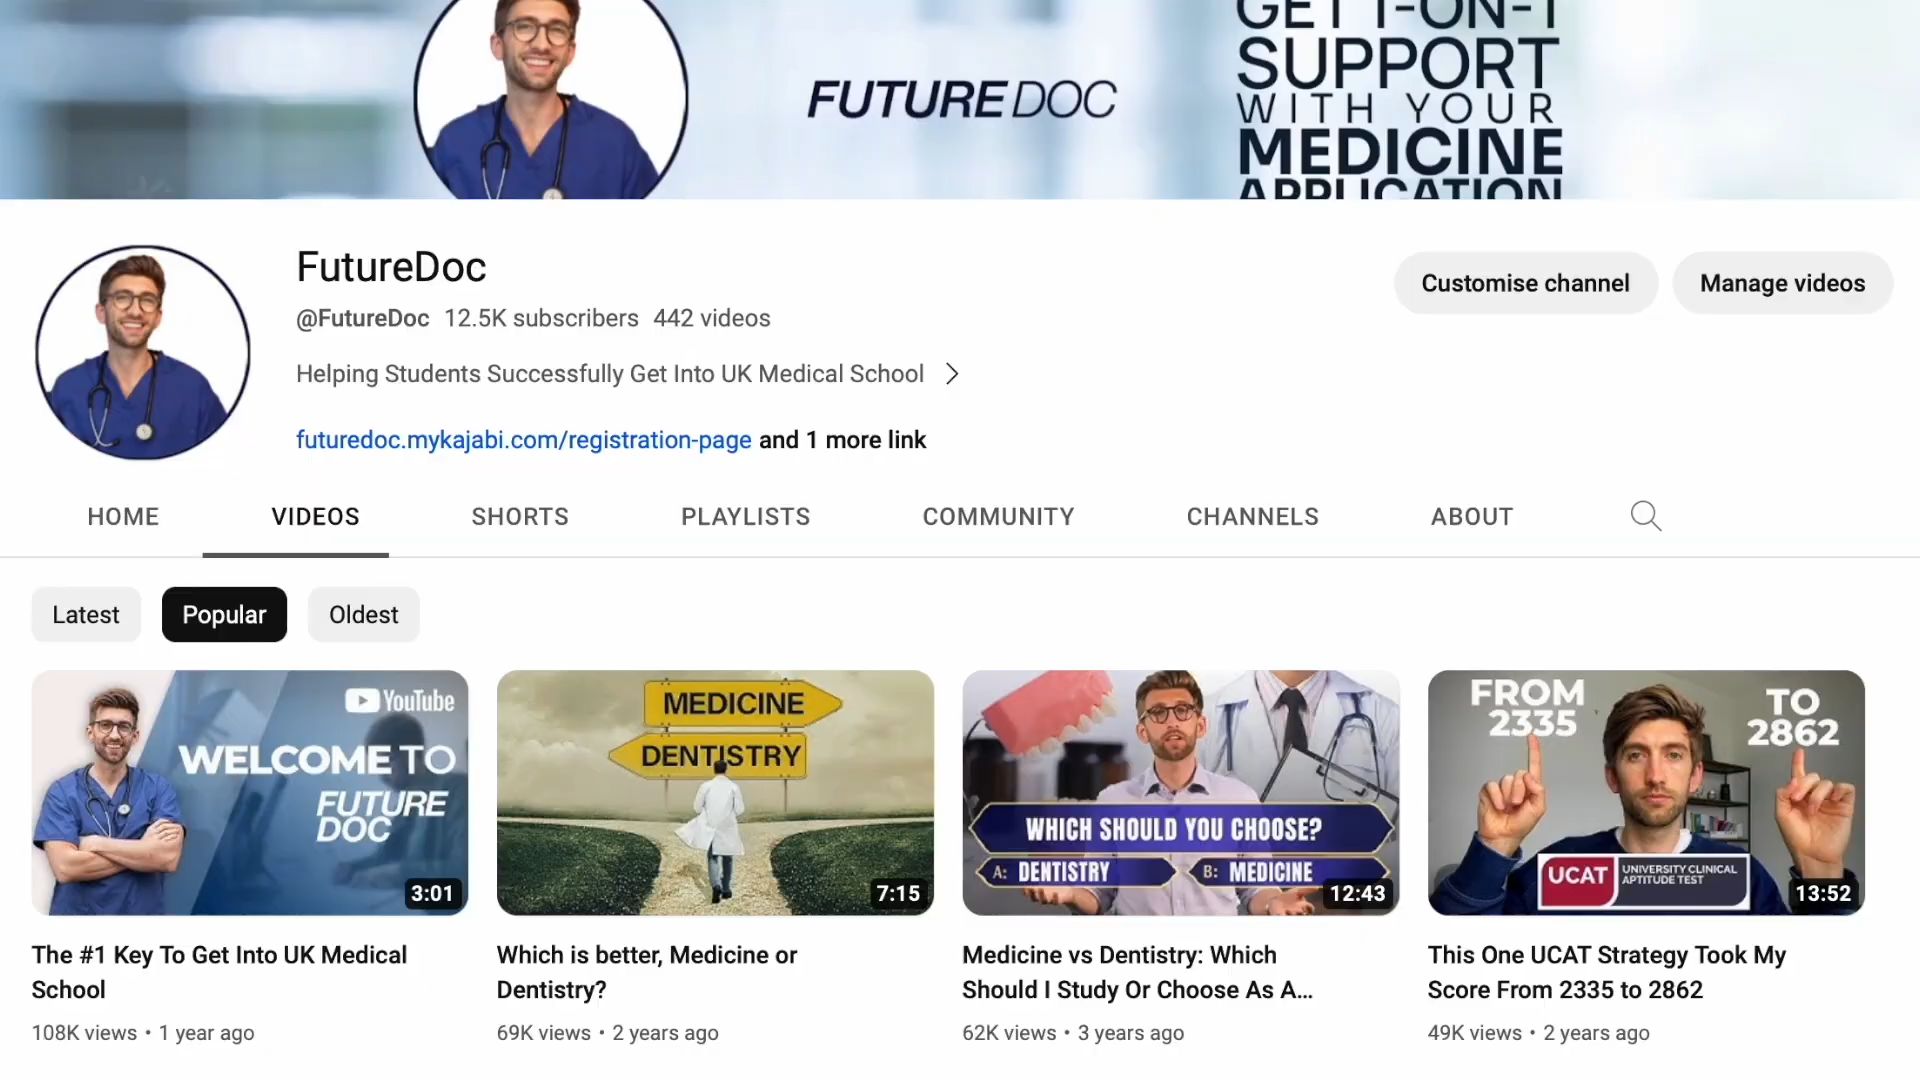 GET 1-ON-1
SUPPORT
WITH YOUR
MEDICINE
APPLICATION
FUTUREDOC
FutureDoc
@FutureDoc 12.5K subscribers 442 videos
Helping Students Successfully Get Into UK Medical School
futuredoc.mykajabi.com/registration-page and 1 more link
Customise channel
Manage videos
HOME
VIDEOS
SHORTS
PLAYLISTS
COMMUNITY
CHANNELS
ABOUT
Latest
Popular
Oldest
YouTube
WELCOME TO
FUTURE
DOC
3:01
The #1 Key To Get Into UK Medical
School
108K views • 1 year ago
MEDICINE
DENTISTRY
7:15
Which is better, Medicine or
Dentistry?
69K views • 2 years ago
WHICH SHOULD YOU CHOOSE?
A: DENTISTRY
B: MEDICINE
12:43
Medicine vs Dentistry: Which
Should I Study Or Choose As A...
62K views • 3 years ago
FROM
2335
TO
2862
UCAT
UNIVERSITY CLINICAL
APTITUDE TEST
13:52
This One UCAT Strategy Took My
Score From 2335 to 2862
49K views • 2 years ago